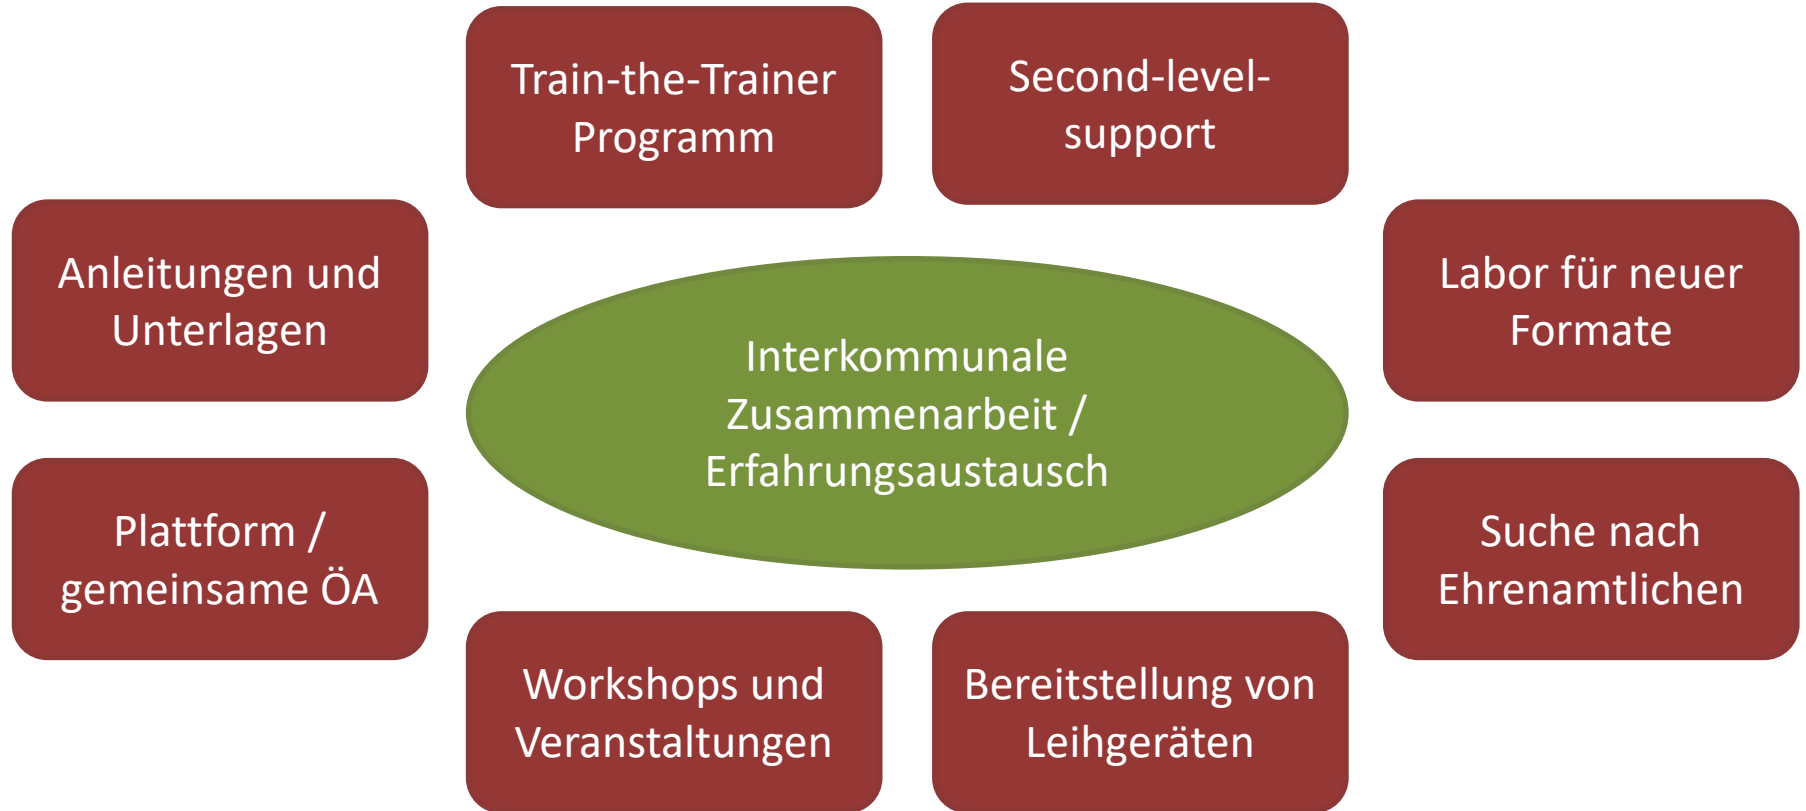 Train-the-Trainer
Programm
Second-level-
support
Anleitungen und
Unterlagen
Labor für neuer
Formate
Interkommunale
Zusammenarbeit /
Erfahrungsaustausch
Plattform /
gemeinsame ÖA
Suche nach
Ehrenamtlichen
Workshops und
Veranstaltungen
Bereitstellung von
Leihgeräten